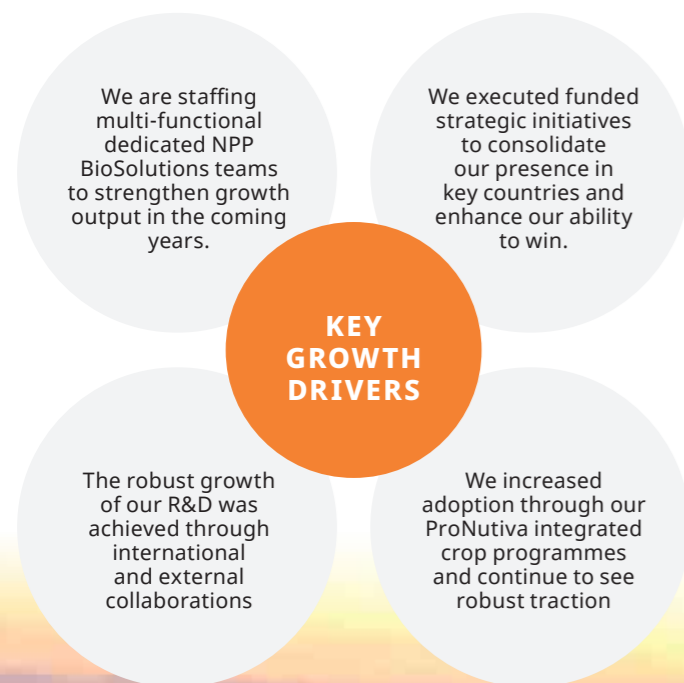 We are staffing
multi-functional
dedicated NPP
BioSolutions teams
to strengthen growth
output in the coming
years.
We executed funded
strategic initiatives
to consolidate
our presence in
key countries and
enhance our ability
to win.
KEY
GROWTH
DRIVERS
The robust growth
of our R&D was
achieved through
international
and external
collaborations
We increased
adoption through our
ProNutiva integrated
crop programmes
and continue to see
robust traction